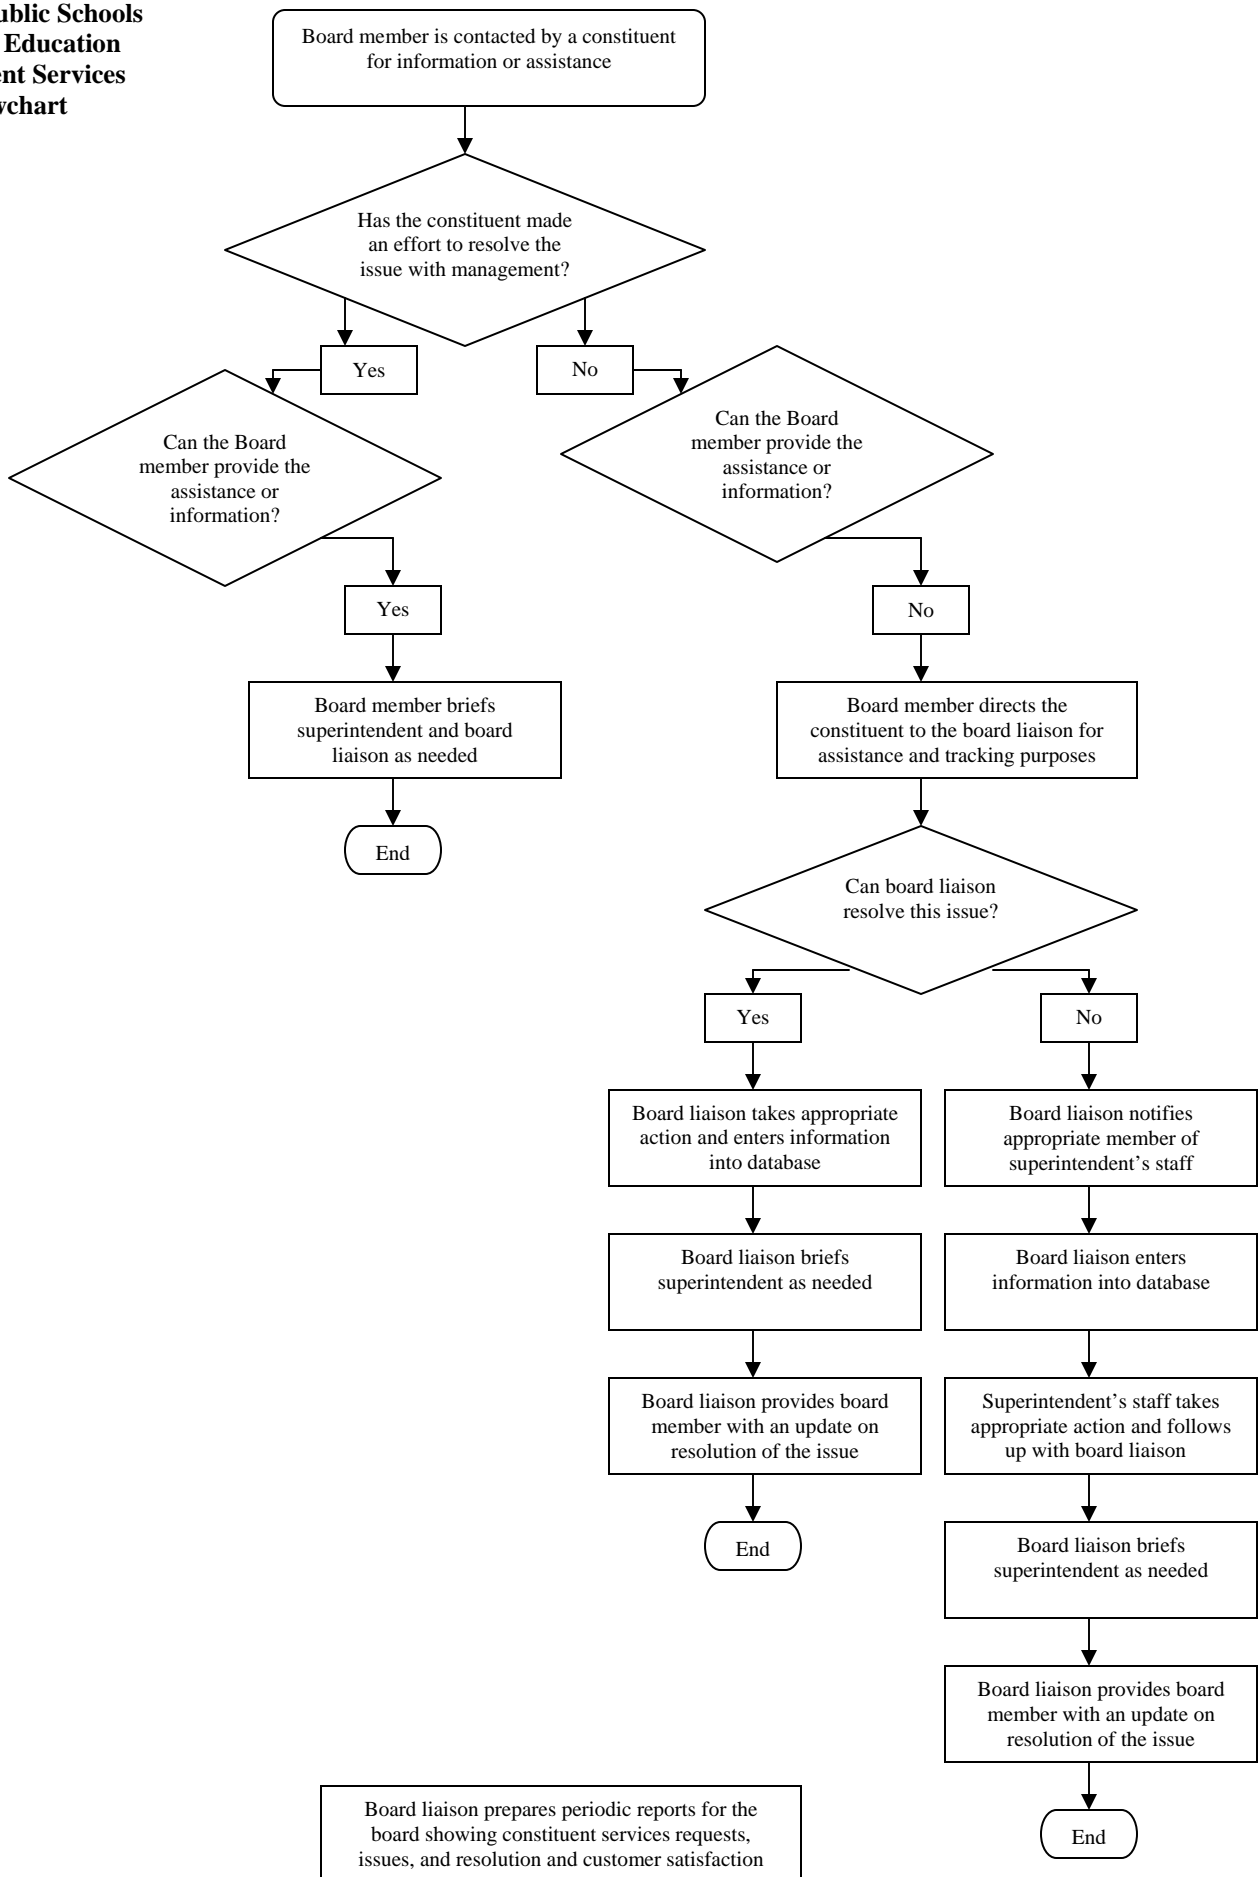 Public Schools
Education
Services
Board member is contacted by a constituent
for information or assistance
Has the constituent made
an effort to resolve the
issue with management?
Yes
No
Can the Board
member provide the
assistance or
information?
Can the Board
member provide the
assistance or
information?
Yes
No
Board member briefs
superintendent and board
liaison as needed
Board member directs the
constituent to the board liaison for
assistance and tracking purposes
End
Can board liaison
resolve this issue?
Yes
No
Board liaison takes appropriate
action and enters information
into database
Board liaison notifies
appropriate member of
superintendent’s staff
Board liaison briefs
superintendent as needed
Board liaison enters
information into database
Board liaison provides board
member with an update on
resolution of the issue
Superintendent’s staff takes
appropriate action and follows
up with board liaison
End
Board liaison briefs
superintendent as needed
Board liaison provides board
member with an update on
resolution of the issue
End
Board liaison prepares periodic reports for the
board showing constituent services requests,
issues, and resolution and customer satisfaction